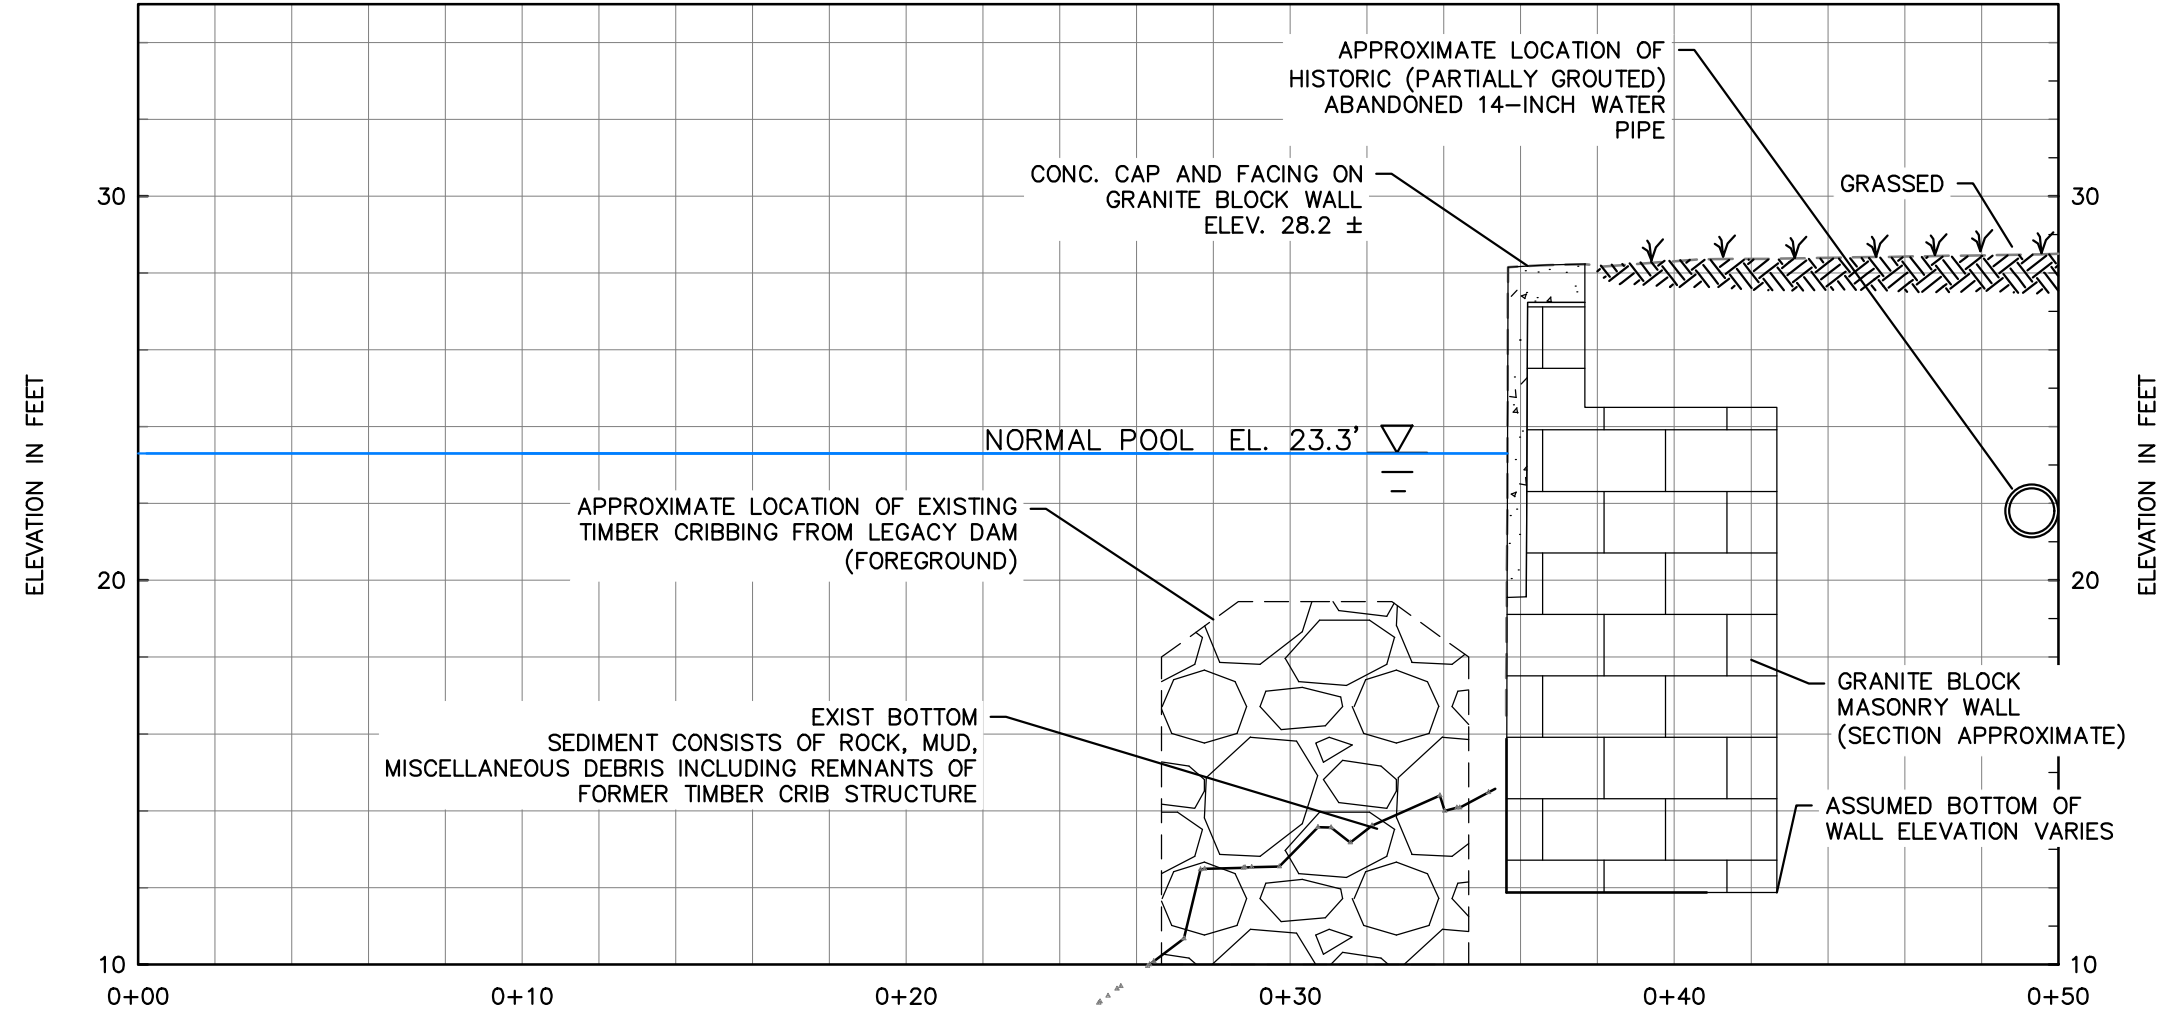 APPROXIMATE LOCATION OF
HISTORIC (PARTIALLY GROUTED)
ABANDONED 14-INCH WATER
PIPE
CONC. CAP AND FACING ON
GRANITE BLOCK WALL
ELEV. 28.2 ±
GRASSED
30
30
ELEVATION IN FEET
ELEVATION IN FEET
NORMAL POOL EL. 23.3'
APPROXIMATE LOCATION OF EXISTING
TIMBER CRIBBING FROM LEGACY DAM
(FOREGROUND)
20
20
GRANITE BLOCK
MASONRY WALL
(SECTION APPROXIMATE)
EXIST BOTTOM
SEDIMENT CONSISTS OF ROCK, MUD,
MISCELLANEOUS DEBRIS INCLUDING REMNANTS OF
FORMER TIMBER CRIB STRUCTURE
ASSUMED BOTTOM OF
WALL ELEVATION VARIES
10
10
0+00 0+10 0+20 0+30 0+40 0+50